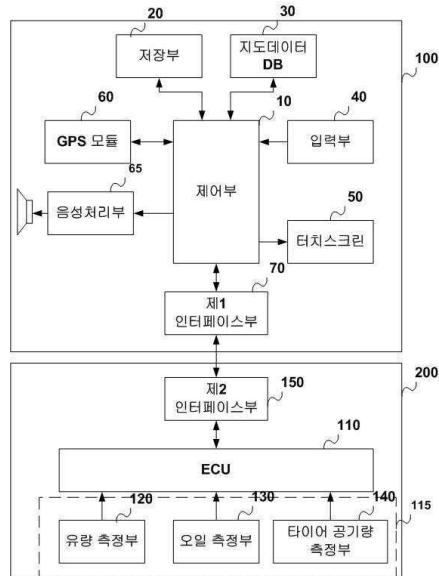 20
저장부
30
지도데이터
DB
100
60
GPS 모듈
10
제어부
40
입력부
65
음성처리부
50
터치스크린
70
제1
인터페이스부
200
제2
인터페이스부
150
110
ECU
120
유량 측정부
130
오일 측정부
140
타이어 공기량
측정부
115